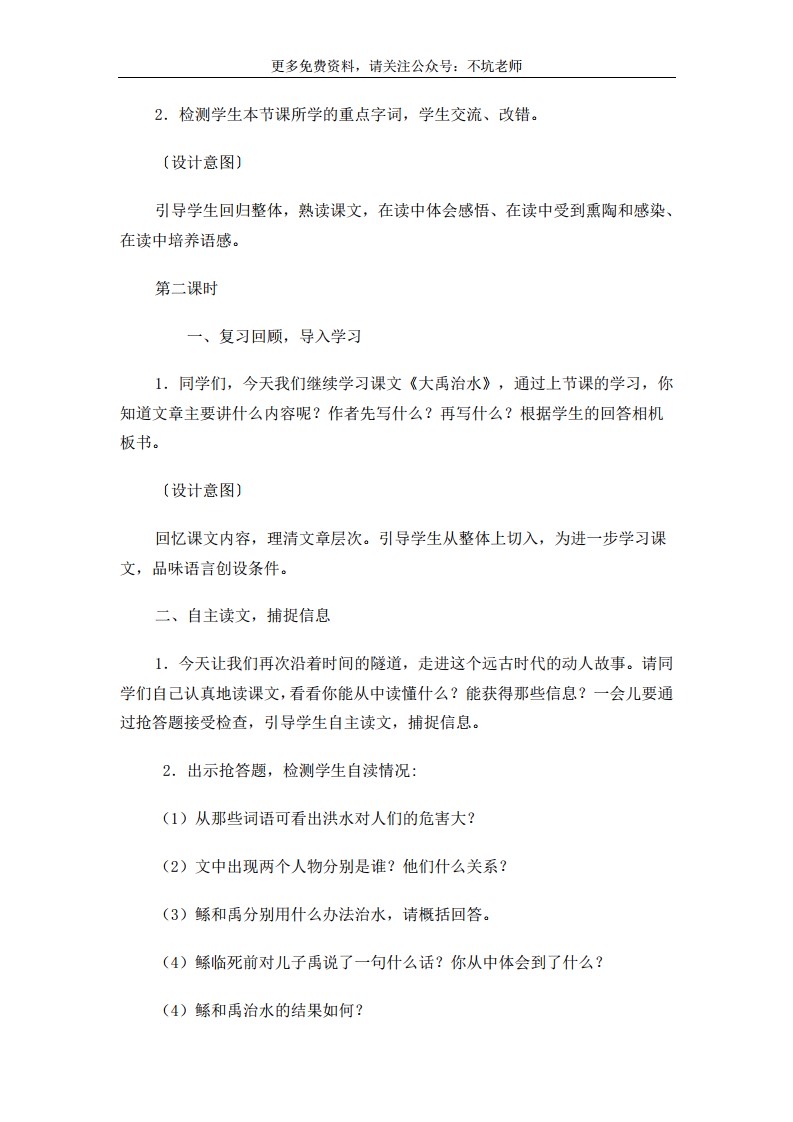 更多免费资料，请关注公众号：不坑老师
2．检测学生本节课所学的重点字词，学生交流、改错。
〔设计意图〕
引导学生回归整体，熟读课文，在读中体会感悟、在读中受到熏陶和感染、
在读中培养语感。
第二课时
一、复习回顾，导入学习
1．同学们，今天我们继续学习课文《大禹治水》，通过上节课的学习，你
知道文章主要讲什么内容呢？作者先写什么？再写什么？根据学生的回答相机
板书。
〔设计意图〕
回忆课文内容，理清文章层次。引导学生从整体上切入，为进一步学习课
文，品味语言创设条件。
二、自主读文，捕捉信息
1．今天让我们再次沿着时间的隧道，走进这个远古时代的动人故事。请同
学们自己认真地读课文，看看你能从中读懂什么？能获得那些信息？一会儿要通
过抢答题接受检查，引导学生自主读文，捕捉信息。
2．出示抢答题，检测学生自渎情况：
（1）从那些词语可看出洪水对人们的危害大？
（2）文中出现两个人物分别是谁？他们什么关系？
（3）鲧和禹分别用什么办法治水，请概括回答。
（4）鲧临死前对儿子禹说了一句什么话？你从中体会到了什么？
（4）鲧和禹治水的结果如何？